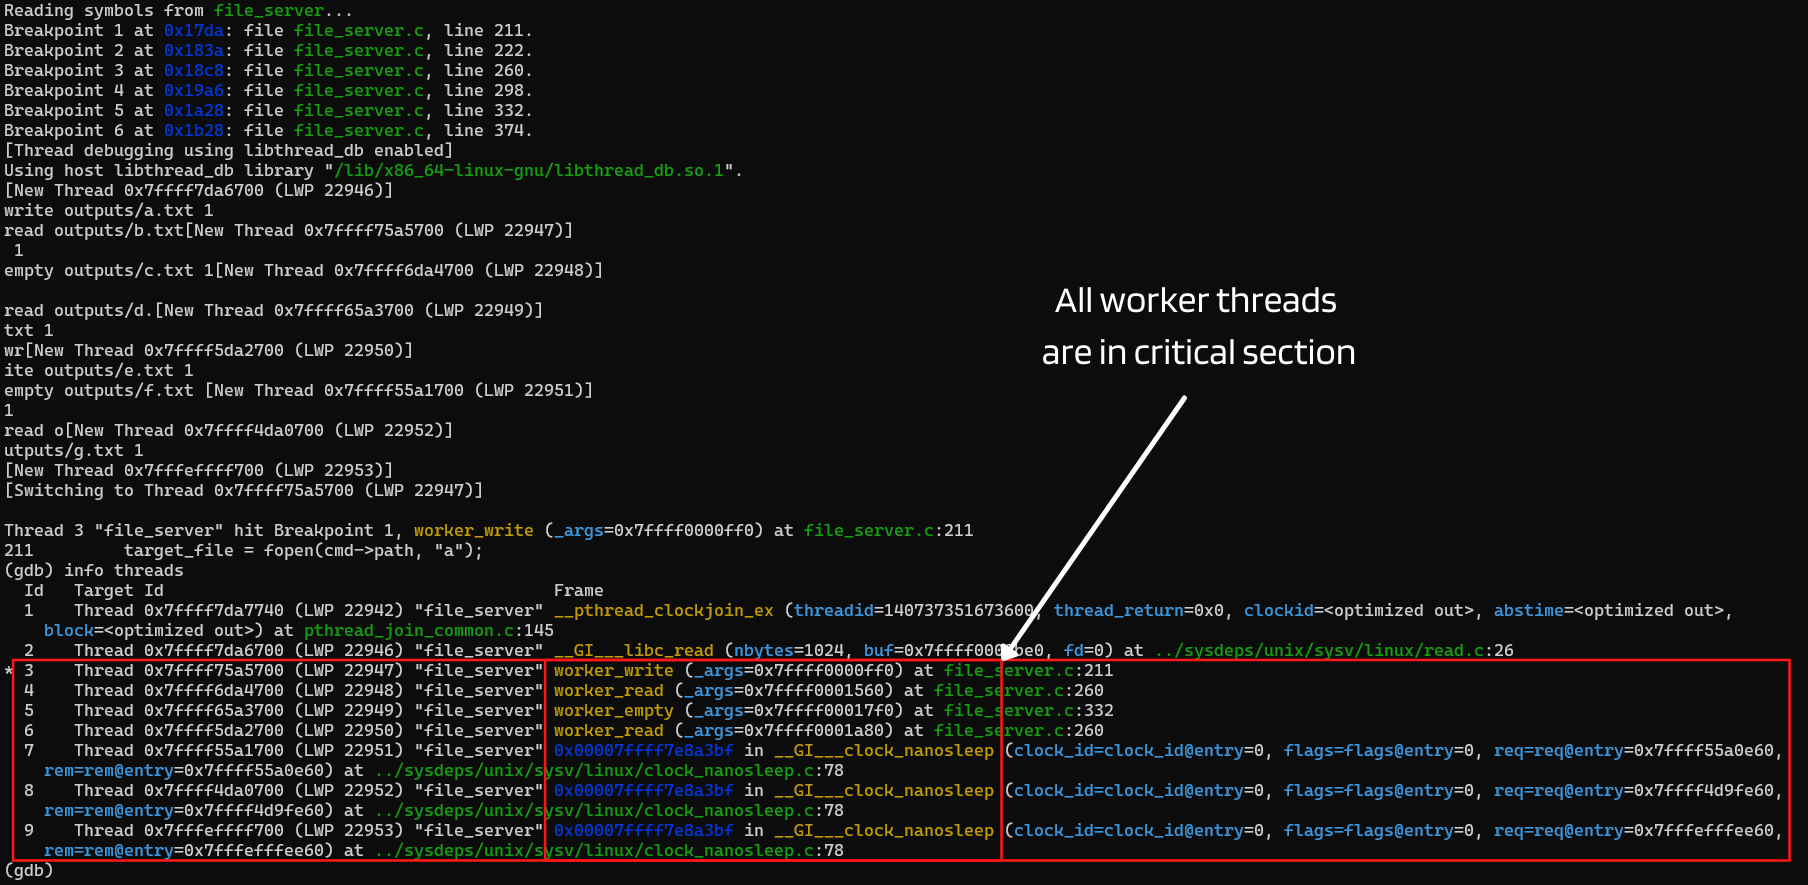 Reading symbols from file_server...
Breakpoint 1 at 0x17da: file file_server.c, line 211.
Breakpoint 2 at 0x183a: file file_server.c, line 222.
Breakpoint 3 at 0x18c8: file file_server.c, line 260.
Breakpoint 4 at 0x19a6: file file_server.c, line 298.
Breakpoint 5 at 0x1a28: file file_server.c, line 332.
Breakpoint 6 at 0x1b28: file file_server.c, line 374.
[Thread debugging using libthread_db enabled]
Using host libthread_db library "/lib/x86_64-linux-gnu/libthread_db.so.1".
[New Thread 0x7ffff7da6700 (LWP 22946)]
write outputs/a.txt 1
read outputs/b.txt[New Thread 0x7ffff75a5700 (LWP 22947)]
 1
empty outputs/c.txt 1[New Thread 0x7ffff6da4700 (LWP 22948)]
All worker threads
are in critical section
read outputs/d.[New Thread 0x7ffff65a3700 (LWP 22949)]
txt 1
wr[New Thread 0x7ffff5da2700 (LWP 22950)]
ite outputs/e.txt 1
empty outputs/f.txt [New Thread 0x7ffff55a1700 (LWP 22951)]
1
read o[New Thread 0x7ffff4da0700 (LWP 22952)]
utputs/g.txt 1
[New Thread 0x7fffeffff700 (LWP 22953)]
[Switching to Thread 0x7ffff75a5700 (LWP 22947)]
Thread 3 "file_server" hit Breakpoint 1, worker_write (_args=0x7ffff0000ff0) at file_server.c:211
211         target_file = fopen(cmd->path, "a");
(gdb) info threads
  Id   Target Id                                       Frame
  1    Thread 0x7ffff7da7740 (LWP 22942) "file_server" __pthread_clockjoin_ex (threadid=140737351673600, thread_return=0x0, clockid=<optimized out>, abstime=<optimized out>,
    block=<optimized out>) at pthread_join_common.c:145
  2    Thread 0x7ffff7da6700 (LWP 22946) "file_server" __GI___libc_read (nbytes=1024, fd=0) at ../sysdeps/unix/sysv/linux/read.c:26
* 3    Thread 0x7ffff75a5700 (LWP 22947) "file_server" worker_write (_args=0x7ffff0000ff0) at file_server.c:211
  4    Thread 0x7ffff6da4700 (LWP 22948) "file_server" worker_read (_args=0x7ffff0001560) at file_server.c:260
  5    Thread 0x7ffff65a3700 (LWP 22949) "file_server" worker_empty (_args=0x7ffff00017f0) at file_server.c:332
  6    Thread 0x7ffff5da2700 (LWP 22950) "file_server" worker_read (_args=0x7ffff0001a80) at file_server.c:260
  7    Thread 0x7ffff55a1700 (LWP 22951) "file_server" 0x00007ffff7e8a3bf in __GI___clock_nanosleep (clock_id=clock_id@entry=0, flags=flags@entry=0, req=req@entry=0x7ffff55a0e60,
    rem=rem@entry=0x7ffff55a0e60) at ../sysdeps/unix/sysv/linux/clock_nanosleep.c:78
  8    Thread 0x7ffff4da0700 (LWP 22952) "file_server" 0x00007ffff7e8a3bf in __GI___clock_nanosleep (clock_id=clock_id@entry=0, flags=flags@entry=0, req=req@entry=0x7ffff4d9fe60,
    rem=rem@entry=0x7ffff4d9fe60) at ../sysdeps/unix/sysv/linux/clock_nanosleep.c:78
  9    Thread 0x7fffeffff700 (LWP 22953) "file_server" 0x00007ffff7e8a3bf in __GI___clock_nanosleep (clock_id=clock_id@entry=0, flags=flags@entry=0, req=req@entry=0x7fffefffee60,
    rem=rem@entry=0x7fffefffee60) at ../sysdeps/unix/sysv/linux/clock_nanosleep.c:78
(gdb)